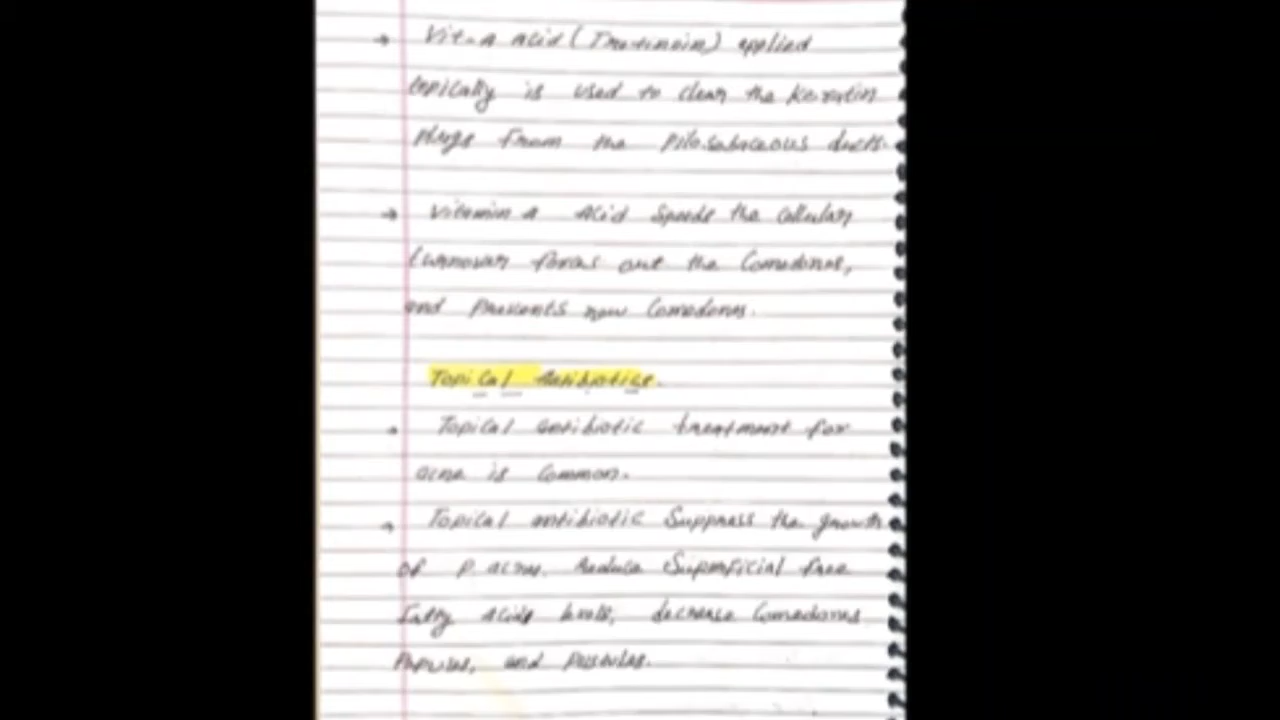 → Vit-A acid (Tretinoin) applied
topically is used to clear the keratin
plugs from the pilosebaceous ducts.
→ Vitamin A Acid speeds the cellular
turnover forces out the Comedones,
and prevents new Comedones.
Topical Antibiotics.
Topical antibiotic treatment for
acne is Common.
Topical antibiotic Suppress the growth
of P. acne. Reduce Superficial free
fatty acids levels, decrease Comedones
Papules, and pustules.